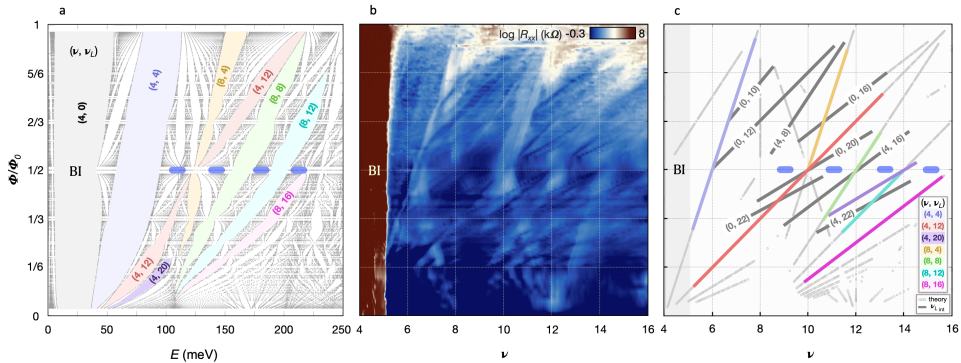 a
1
5/6
2/3
1/2
1/3
1/6
0
Φ/Φ0
(ν, νL)
(4, 0)
BI
(4, 4)
(8, 4)
(4, 12)
(8, 8)
(8, 12)
(8, 16)
(4, 12)
(4, 20)
0 50 100 150 200 250
E (meV)
b
log |Rxx| (kΩ) -0.3 8
BI
4 6 8 10 12 14 16
ν
c
BI
(0, 10)
(0, 12)
(4, 8)
(0, 16)
(0, 20)
(4, 16)
(0, 22)
(4, 22)
(ν, νL)
(4, 4)
(4, 12)
(4, 20)
(8, 4)
(8, 8)
(8, 12)
(8, 16)
theory
νL int
4 6 8 10 12 14 16
ν